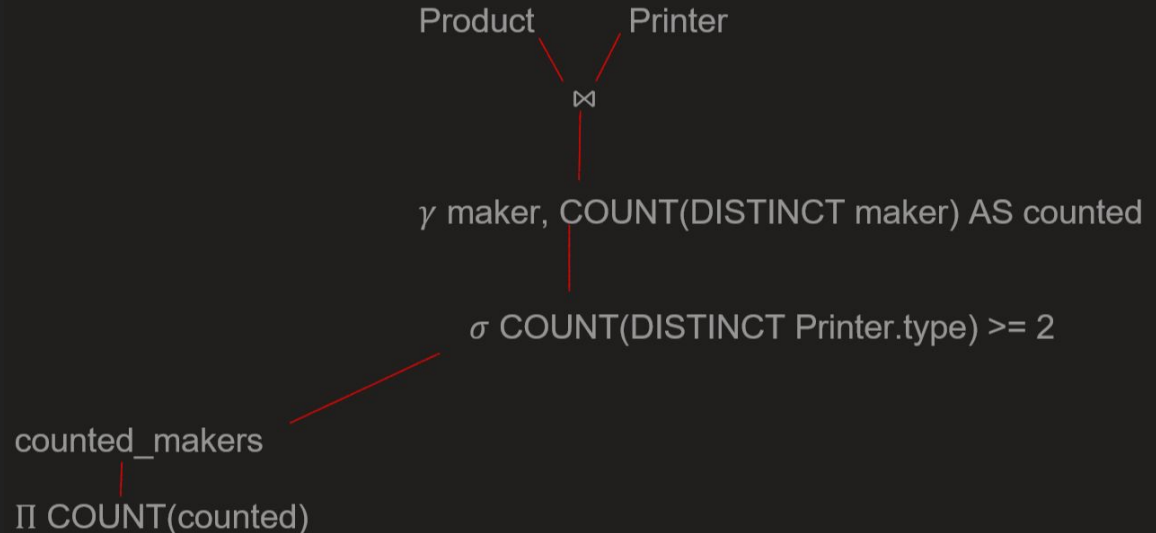 Product Printer
⋈
γ maker, COUNT(DISTINCT maker) AS counted
σ COUNT(DISTINCT Printer.type) >= 2
counted_makers
Π COUNT(counted)